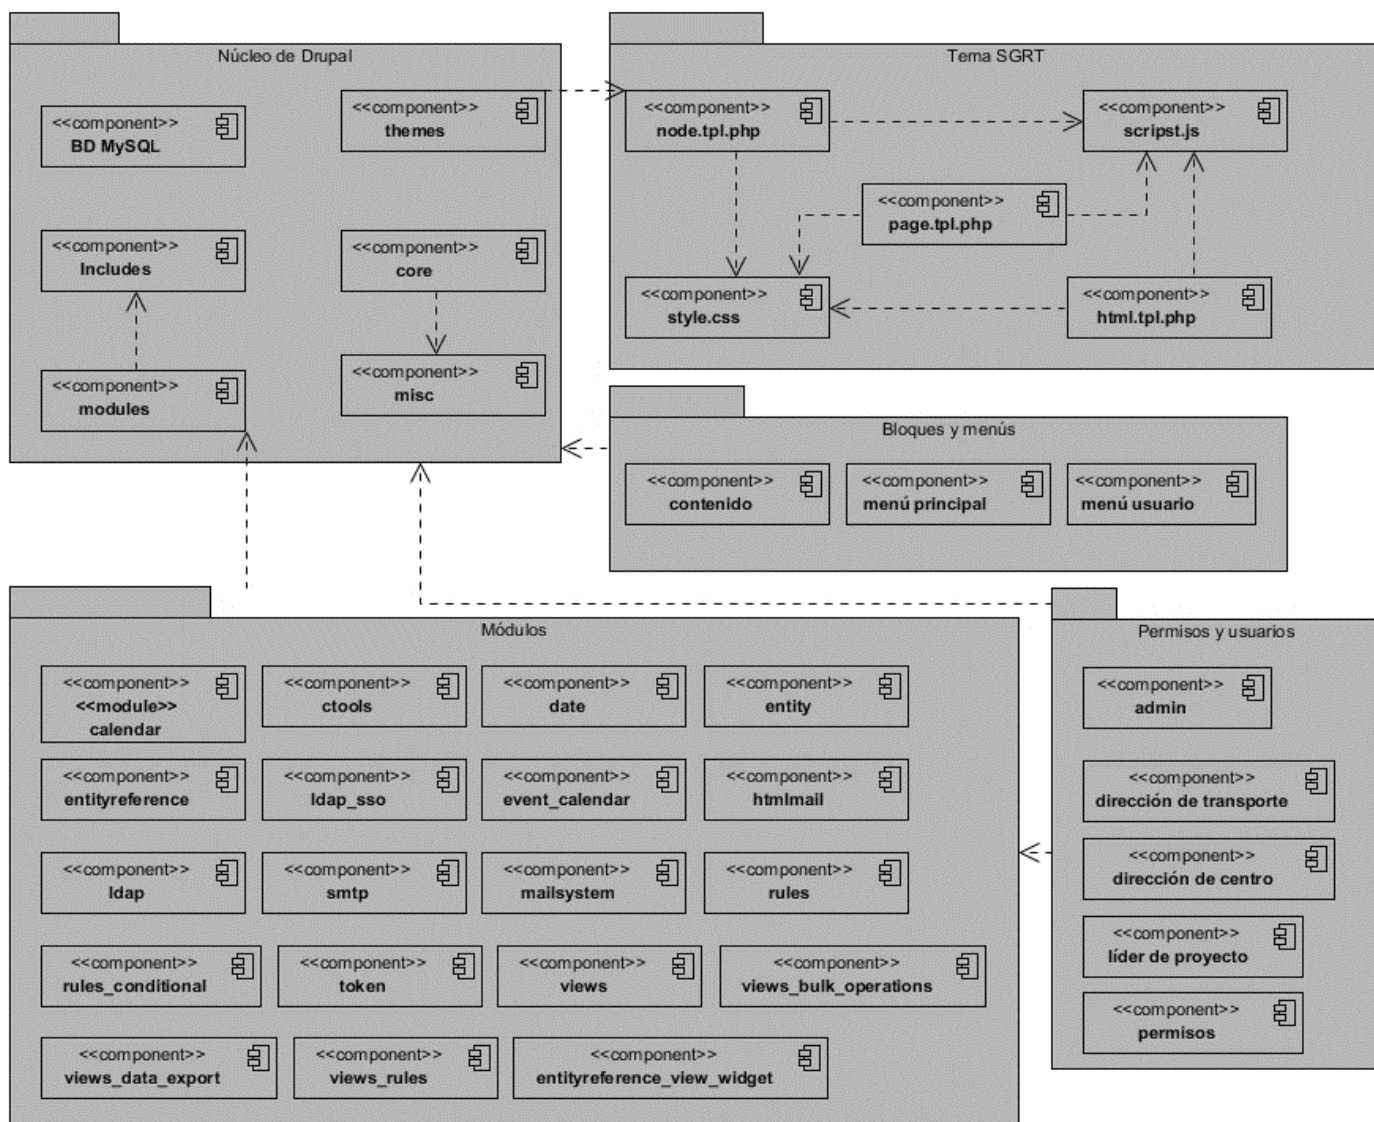 Núcleo de Drupal
<<component>>
BD MySQL
<<component>>
themes
<<component>>
Includes
<<component>>
core
<<component>>
modules
<<component>>
misc
Tema SGRT
<<component>>
node.tpl.php
<<component>>
scripst.js
<<component>>
page.tpl.php
<<component>>
style.css
<<component>>
html.tpl.php
Bloques y menús
<<component>>
contenido
<<component>>
menú principal
<<component>>
menú usuario
Módulos
<<component>>
<<module>>
calendar
<<component>>
ctools
<<component>>
date
<<component>>
entity
<<component>>
entityreference
<<component>>
ldap_sso
<<component>>
event_calendar
<<component>>
htmlmail
<<component>>
ldap
<<component>>
smtp
<<component>>
mailsystem
<<component>>
rules
<<component>>
rules_conditional
<<component>>
token
<<component>>
views
<<component>>
views_bulk_operations
<<component>>
views_data_export
<<component>>
views_rules
<<component>>
entityreference_view_widget
Permisos y usuarios
<<component>>
admin
<<component>>
dirección de transporte
<<component>>
dirección de centro
<<component>>
líder de proyecto
<<component>>
permisos